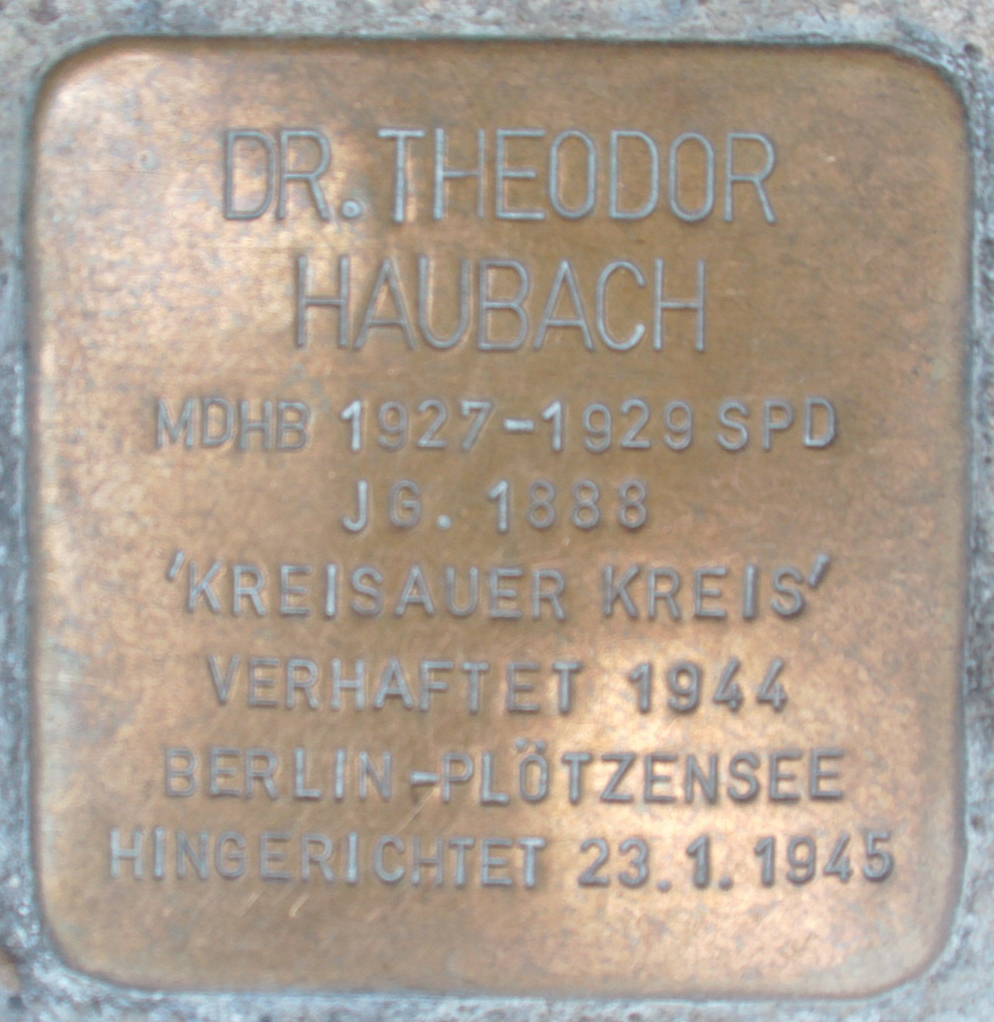 DR. THEODOR
HAUBACH
MDHB 1927-1929 SPD
JG. 1888
'KREISAUER KREIS'
VERHAFTET 1944
BERLIN-PLÖTZENSEE
HINGERICHTET 23.1.1945